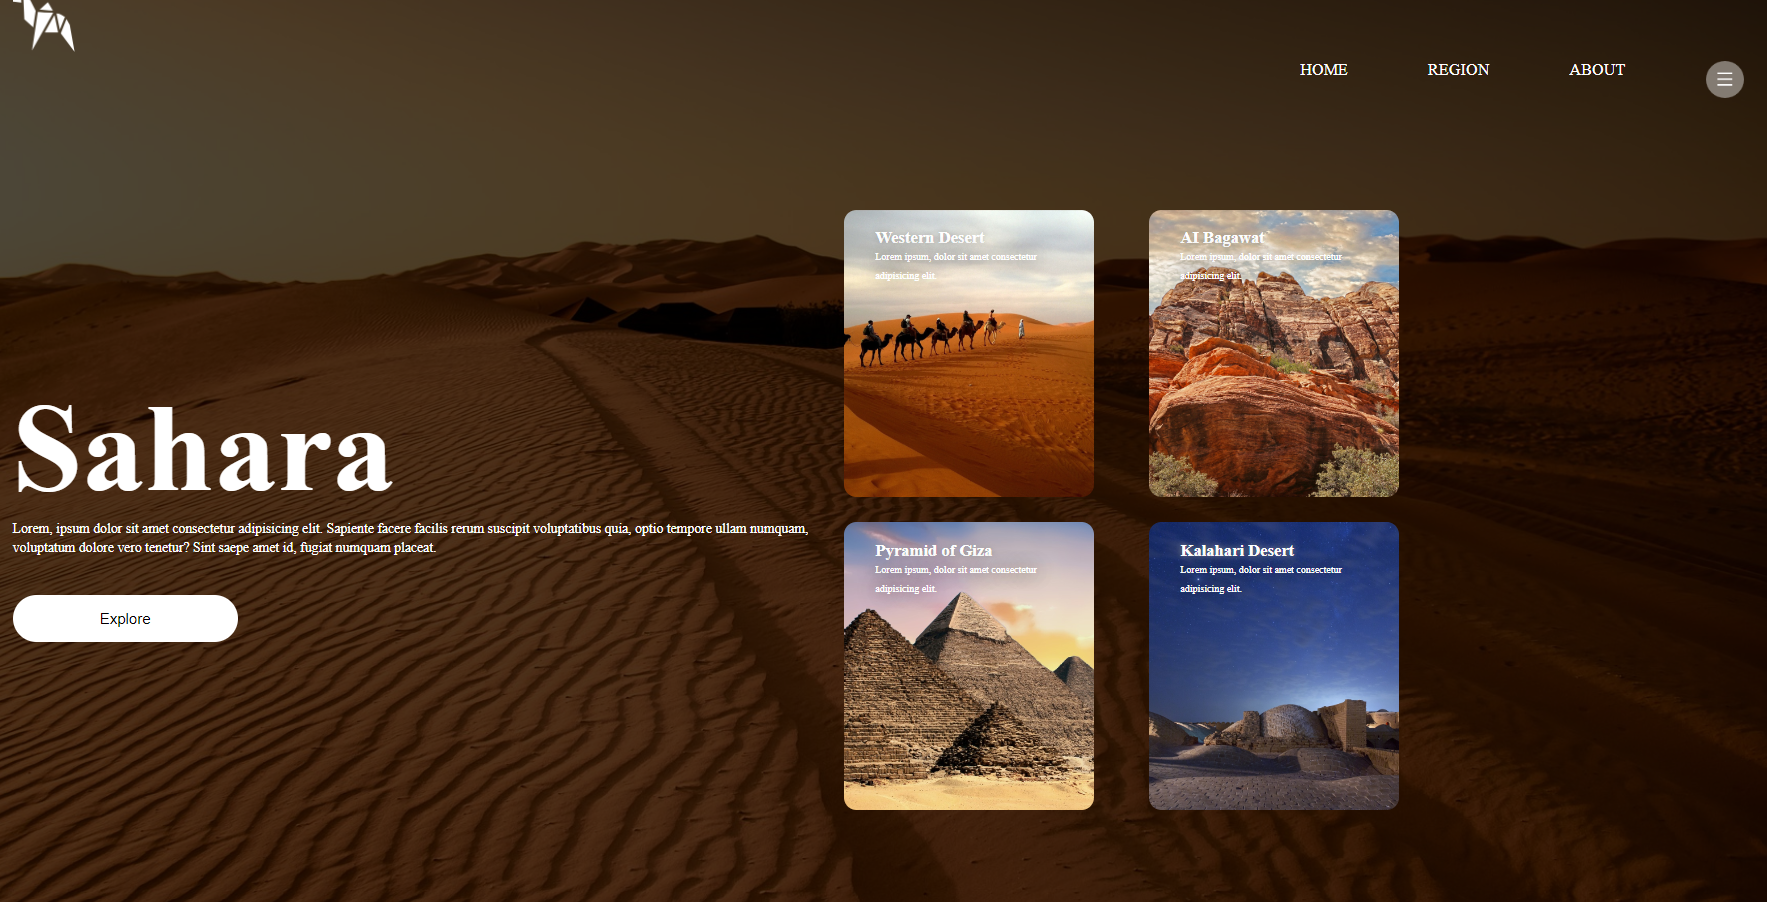 HOME
REGION
ABOUT
Western Desert
Lorem ipsum, dolor sit amet consectetur
adipisicing elit.
AI Bagawat
Lorem ipsum, dolor sit amet consectetur
adipisicing elit.
Sahara
Lorem, ipsum dolor sit amet consectetur adipisicing elit. Sapiente facere facilis rerum suscipit voluptatibus quia, optio tempore ullam numquam,
voluptatum dolore vero tenetur? Sint saepe amet id, fugiat numquam placeat.
Explore
Pyramid of Giza
Lorem ipsum, dolor sit amet consectetur
adipisicing elit.
Kalahari Desert
Lorem ipsum, dolor sit amet consectetur
adipisicing elit.